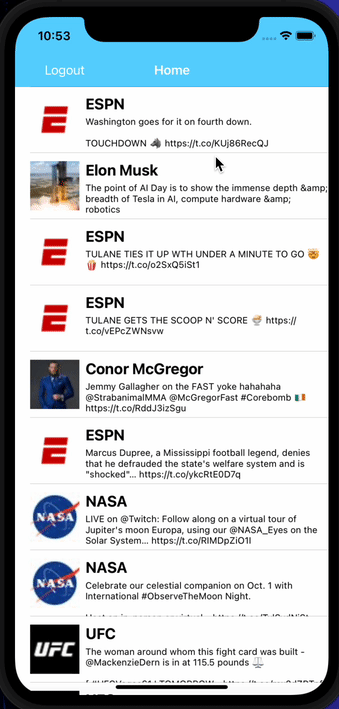 10:53
Logout Home
ESPN
Washington goes for it on fourth down.
TOUCHDOWN 🐴 https://t.co/KUj86RecQJ
Elon Musk
The point of AI Day is to show the immense depth &amp;
breadth of Tesla in AI, compute hardware &amp;
robotics
ESPN
TULANE TIES IT UP WTH UNDER A MINUTE TO GO 🤯
🍿 https://t.co/o2SxQ5iSt1
ESPN
TULANE GETS THE SCOOP N' SCORE 🍨 https://
t.co/vEPcZWNsvw
Conor McGregor
Jemmy Gallagher on the FAST yoke hahahaha
@StrabanimalMMA @McGregorFast #Corebomb 🇮🇪
https://t.co/RddJ3izSgu
ESPN
Marcus Dupree, a Mississippi football legend, denies
that he defrauded the state's welfare system and is
"shocked"… https://t.co/ykcRtE0D7q
NASA
NASA
LIVE on @Twitch: Follow along on a virtual tour of
Jupiter's moon Europa, using our @NASA_Eyes on the
Solar System… https://t.co/RIMDpZiO1I
NASA
NASA
Celebrate our celestial companion on Oct. 1 with
International #ObserveTheMoon Night.
UFC
UFC
The woman around whom this fight card was built -
@MackenzieDern is in at 115.5 pounds ⚖️